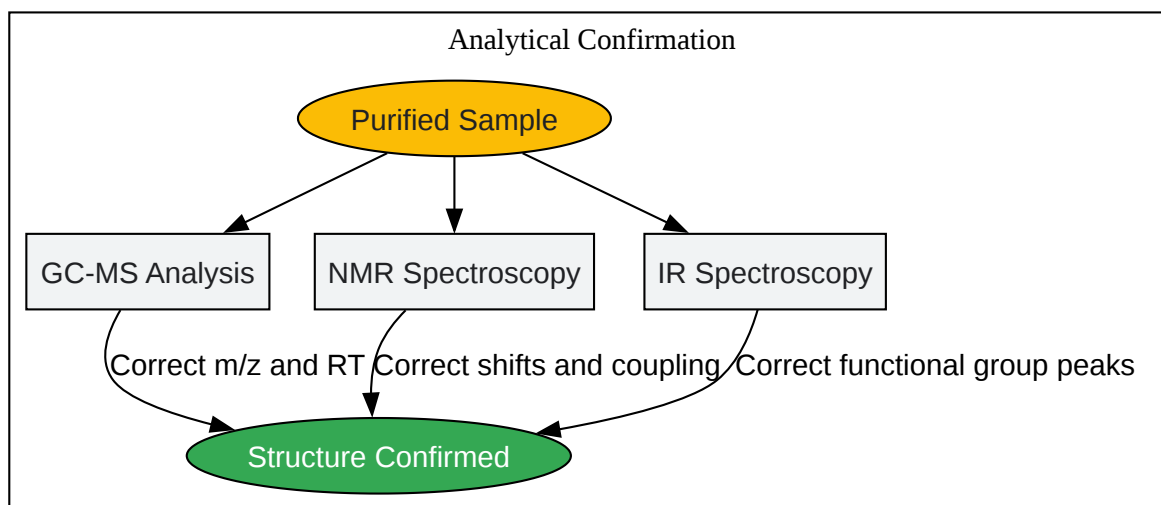 Analytical Confirmation
Purified Sample
GC-MS Analysis
NMR Spectroscopy
IR Spectroscopy
Correct m/z and RT
Correct shifts and coupling
Correct functional group peaks
Structure Confirmed